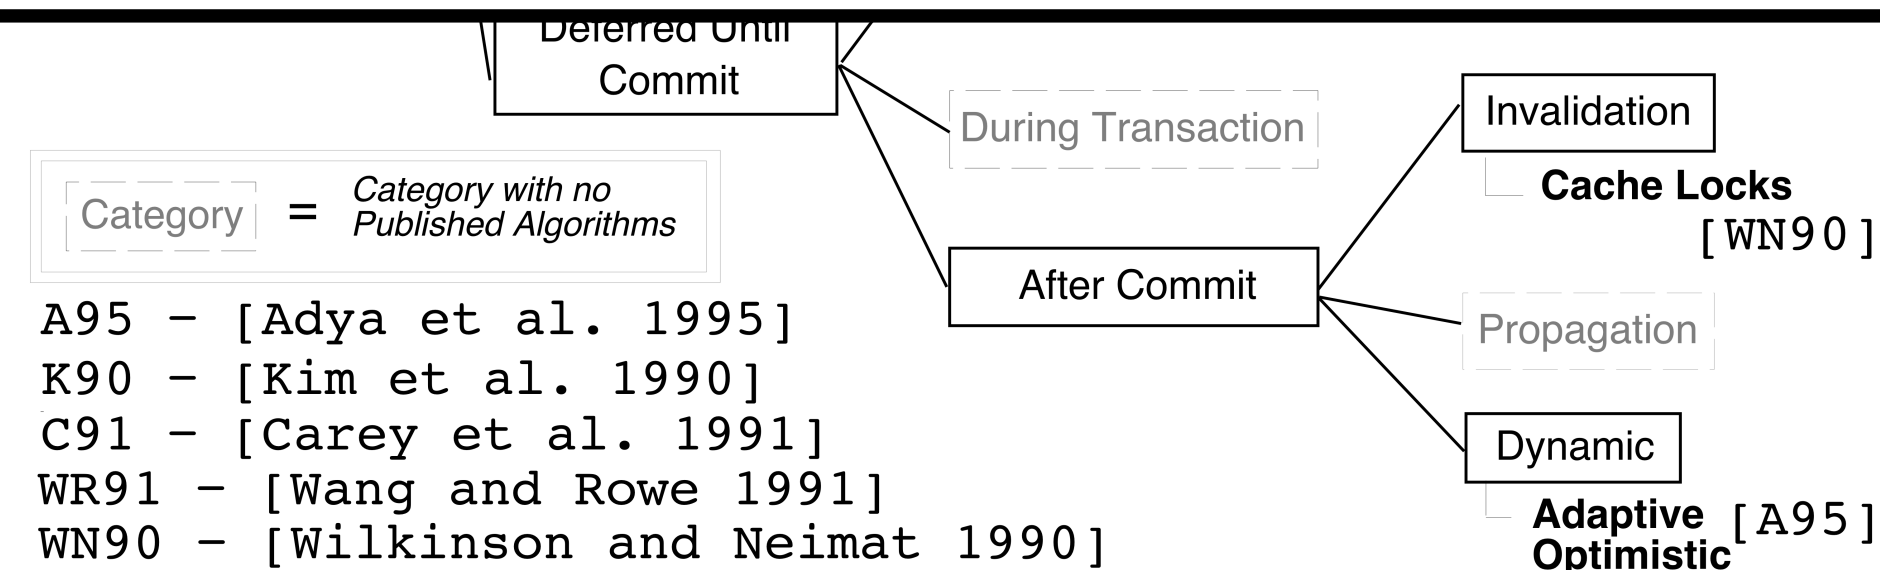 Deferred Until
Commit
During Transaction
Invalidation
Cache Locks
[WN90]
Category = Category with no
Published Algorithms
After Commit
Propagation
Dynamic
Adaptive [A95]
Optimistic
A95 – [Adya et al. 1995]
K90 – [Kim et al. 1990]
C91 – [Carey et al. 1991]
WR91 – [Wang and Rowe 1991]
WN90 – [Wilkinson and Neimat 1990]